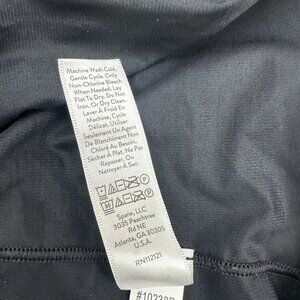 Machine Wash Cold,
Gentle Cycle. Only
Non-Chlorine Bleach
When Needed. Lay
Flat To Dry. Do Not
Iron, Or Dry Clean.
Laver À Froid En
Machine, Cycle
Délicat. Utiliser
Seulement Un Agent
De Blanchiment
Non Chloré Au Besoin.
Sécher À Plat. Ne Pas
Repasser, Ou
Nettoyer À Sec.
30
P
Spanx, LLC
3035 Peachtree
Rd NE
Atlanta, GA 30305
U.S.A.
RN112121